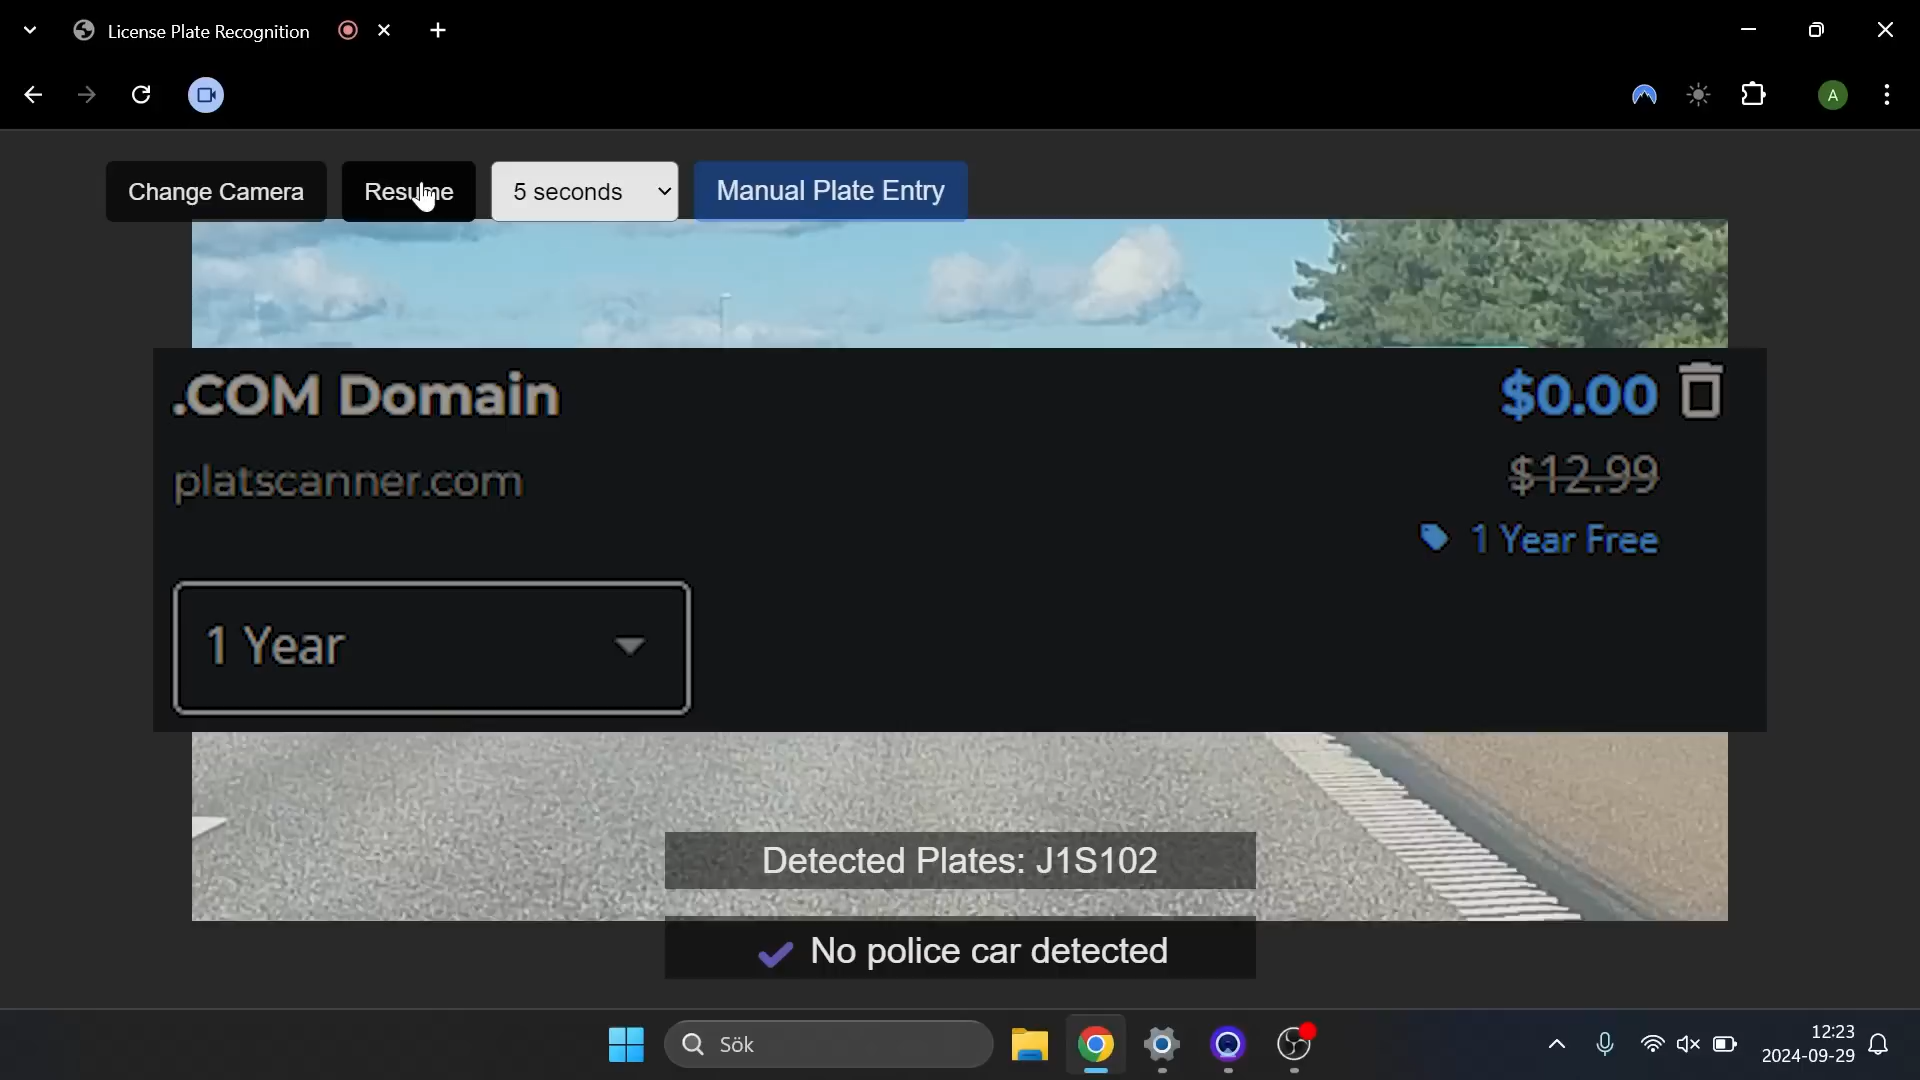 License Plate Recognition
A
Change Camera
Resume
5 seconds
Manual Plate Entry
.COM Domain
$0.00
platscanner.com
$12.99
1 Year Free
1 Year
Detected Plates: J1S102
No police car detected
Sök
12:23
2024-09-29